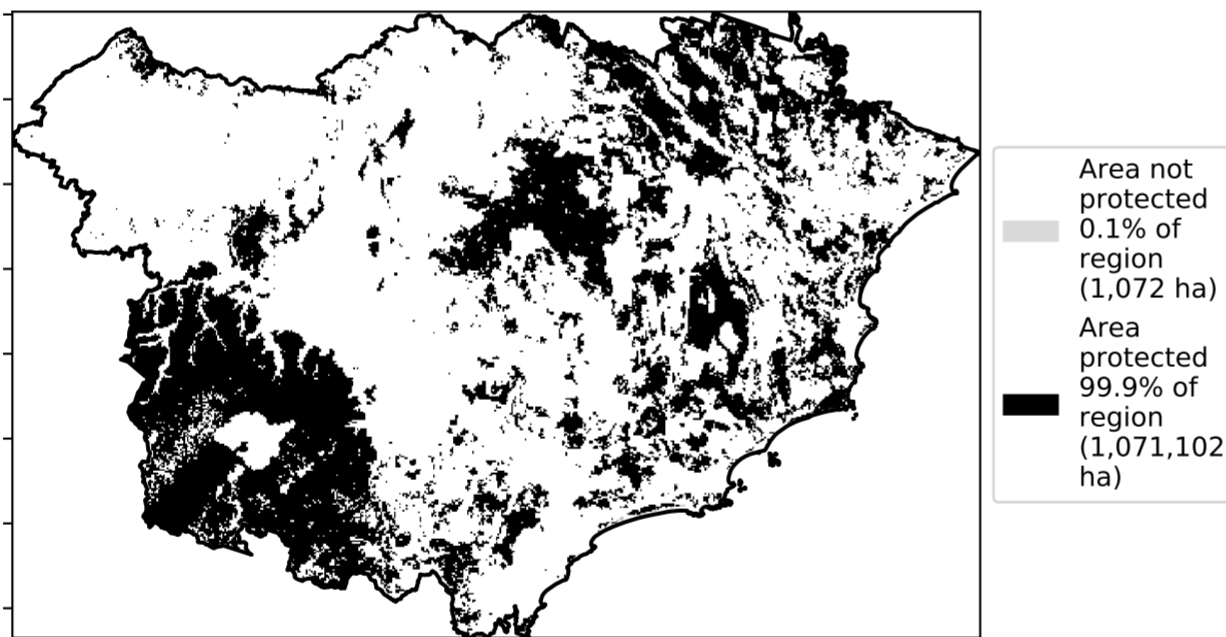 Area not
protected
0.1% of
region
(1,072 ha)
Area
protected
99.9% of
region
(1,071,102
ha)